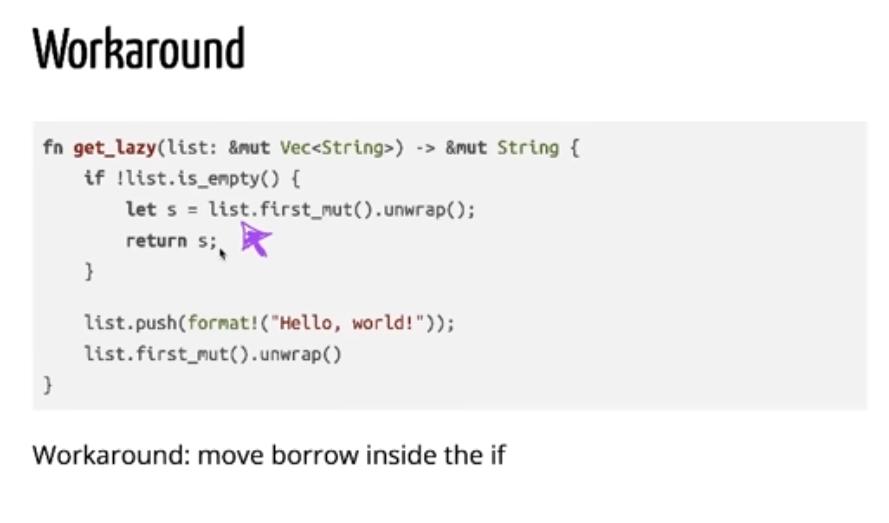 Workaround
fn get_lazy(list: &mut Vec<String>) -> &mut String {
    if !list.is_empty() {
        let s = list.first_mut().unwrap();
        return s;
    }
    list.push(format!("Hello, world!"));
    list.first_mut().unwrap()
}
Workaround: move borrow inside the if